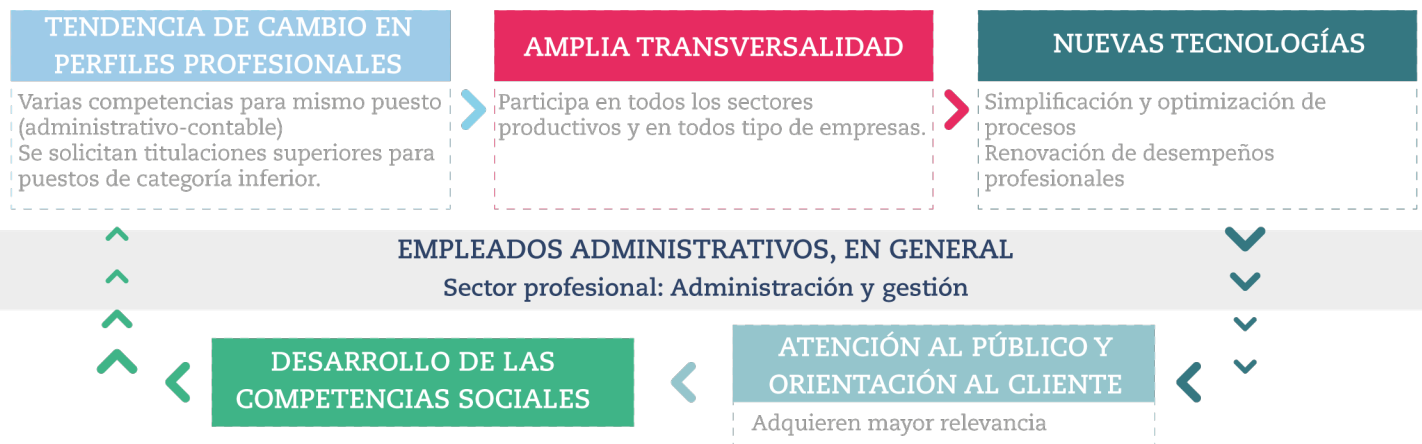 TENDENCIA DE CAMBIO EN
PERFILES PROFESIONALES
Varias competencias para mismo puesto
(administrativo-contable)
Se solicitan titulaciones superiores para
puestos de categoría inferior.
AMPLIA TRANSVERSALIDAD
Participa en todos los sectores
productivos y en todos tipo de empresas.
NUEVAS TECNOLOGÍAS
Simplificación y optimización de
procesos
Renovación de desempeños
profesionales
EMPLEADOS ADMINISTRATIVOS, EN GENERAL
Sector profesional: Administración y gestión
DESARROLLO DE LAS
COMPETENCIAS SOCIALES
ATENCIÓN AL PÚBLICO Y
ORIENTACIÓN AL CLIENTE
Adquieren mayor relevancia